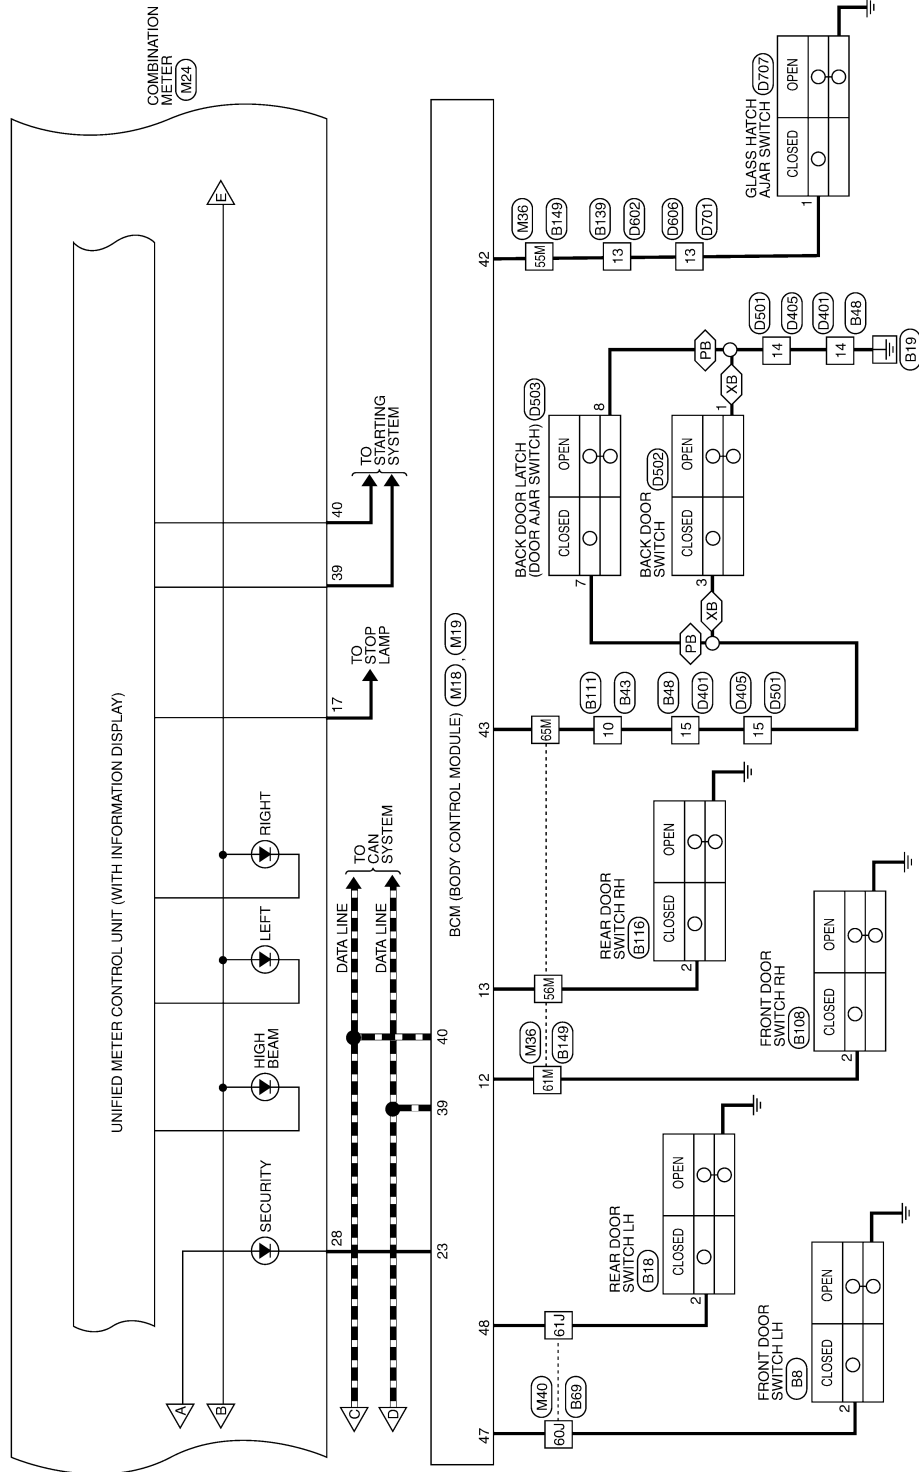 COMBINATION
METER
M24
UNIFIED METER CONTROL UNIT (WITH INFORMATION DISPLAY)
A
B
E
SECURITY
HIGH
BEAM
LEFT
RIGHT
28
17
39
40
TO
STOP
LAMP
TO
STARTING
SYSTEM
C
D
DATA LINE
DATA LINE
TO
CAN
SYSTEM
23
39
40
BCM (BODY CONTROL MODULE)
M18
,
M19
47
48
12
13
43
42
60J
M40
B69
61J
61M
M36
B149
56M
65M
B111
10
B43
B48
15
D401
D405
15
D501
M36
55M
B149
B139
13
D602
D606
13
D701
FRONT DOOR
SWITCH LH
B8
2
CLOSED
OPEN
REAR DOOR
SWITCH LH
B18
2
CLOSED
OPEN
FRONT DOOR
SWITCH RH
B108
2
CLOSED
OPEN
REAR DOOR
SWITCH RH
B116
2
CLOSED
OPEN
BACK DOOR LATCH
(DOOR AJAR SWITCH)
D503
7
CLOSED
OPEN
8
PB
PB
BACK DOOR
SWITCH
D502
3
CLOSED
OPEN
1
XB
XB
D501
14
D405
D401
14
B48
B19
GLASS HATCH
AJAR SWITCH
D707
1
CLOSED
OPEN